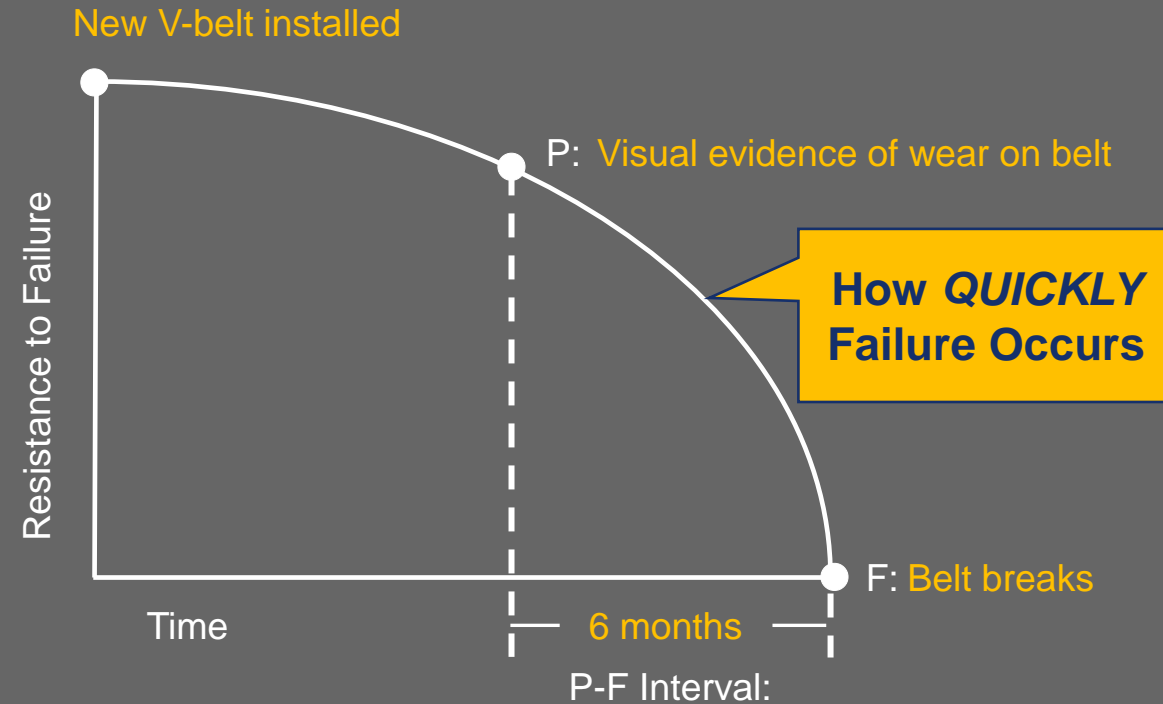 New V-belt installed
P: Visual evidence of wear on belt
How QUICKLY
Failure Occurs
Resistance to Failure
F: Belt breaks
Time
6 months
P-F Interval: